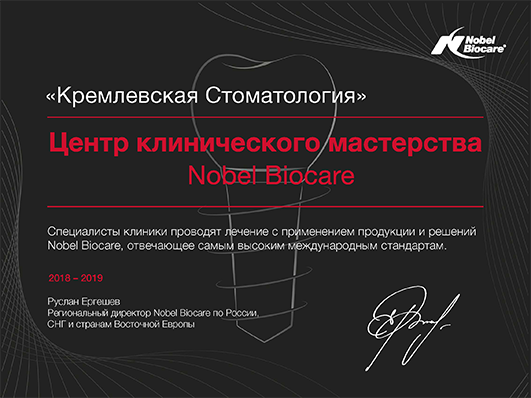 Nobel
Biocare®
«Кремлевская Стоматология»
Центр клинического мастерства
Nobel Biocare
Специалисты клиники проводят лечение с применением продукции и решений
Nobel Biocare, отвечающее самым высоким международным стандартам.
2018 – 2019
Руслан Ергешев
Региональный директор Nobel Biocare по России,
СНГ и странам Восточной Европы